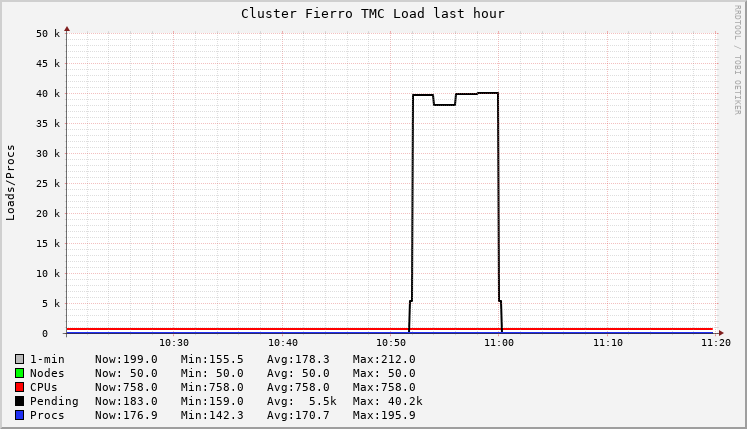 Cluster Fierro TMC Load last hour
RRDTOOL / TOBI OETIKER
Loads/Procs
50 k
45 k
40 k
35 k
30 k
25 k
20 k
15 k
10 k
5 k
0
10:30 10:40 10:50 11:00 11:10 11:20
1-min Now:199.0 Min:155.5 Avg:178.3 Max:212.0
Nodes Now: 50.0 Min: 50.0 Avg: 50.0 Max: 50.0
CPUs Now:758.0 Min:758.0 Avg:758.0 Max:758.0
Pending Now:183.0 Min:159.0 Avg: 5.5k Max: 40.2k
Procs Now:176.9 Min:142.3 Avg:170.7 Max:195.9